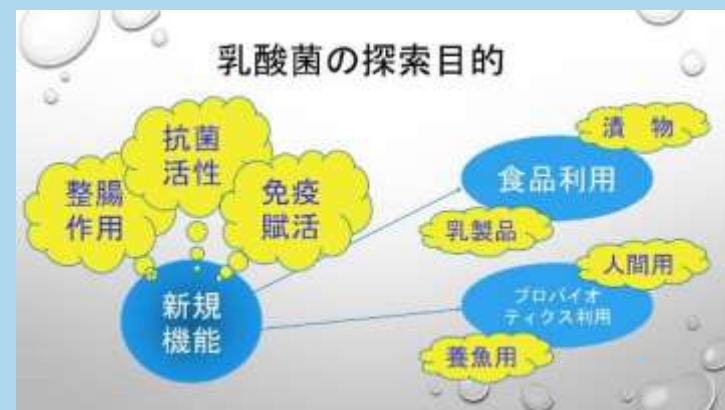 乳酸菌の探索目的
抗菌
活性
整腸
作用
免疫
賦活
新規
機能
漬 物
食品利用
乳製品
人間用
プロバイオ
ティクス利用
養魚用